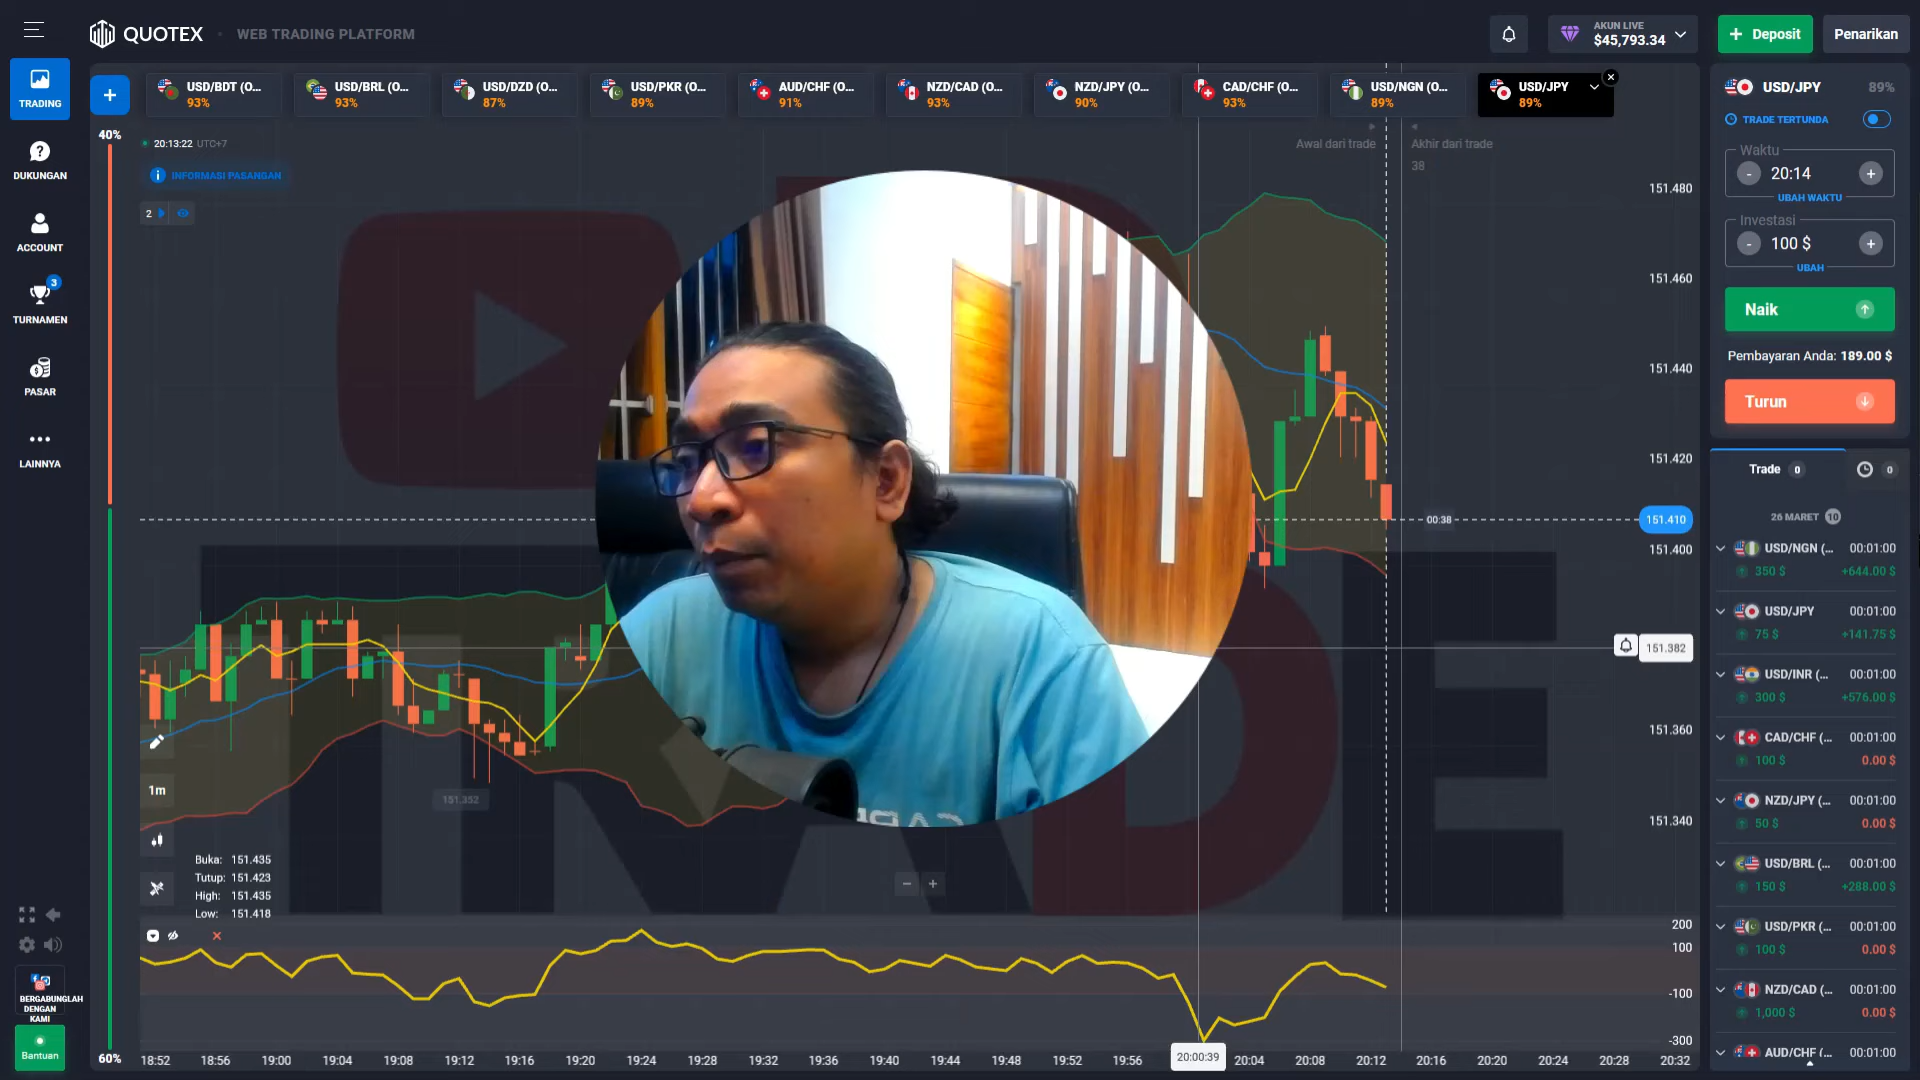 QUOTEX
WEB TRADING PLATFORM
AKUN LIVE
$45,793.34
Deposit
Penarikan
TRADING
DUKUNGAN
ACCOUNT
3
TURNAMEN
PASAR
LAINNYA
BERGABUNGLAH
DENGAN
KAMI
Bantuan
USD/BDT (O...
93%
USD/BRL (O...
93%
USD/DZD (O...
87%
USD/PKR (O...
89%
AUD/CHF (O...
91%
NZD/CAD (O...
93%
NZD/JPY (O...
90%
CAD/CHF (O...
93%
USD/NGN (O...
89%
USD/JPY
89%
40%
60%
20:13:22 UTC+7
INFORMASI PASANGAN
2
Awal dari trade
Akhir dari trade
38
151.480
151.460
151.440
151.420
00:38
151.410
151.400
151.382
151.360
151.340
151.352
1m
Buka: 151.435
Tutup: 151.423
High: 151.435
Low: 151.418
200
100
-100
-300
18:52 18:56 19:00 19:04 19:08 19:12 19:16 19:20 19:24 19:28 19:32 19:36 19:40 19:44 19:48 19:52 19:56 20:00:39 20:04 20:08 20:12 20:16 20:20 20:24 20:28 20:32
USD/JPY 89%
TRADE TERTUNDA
Waktu
- 20:14 +
UBAH WAKTU
Investasi
- 100 $ +
UBAH
Naik
Pembayaran Anda: 189.00 $
Turun
Trade 0
0
26 MARET 10
USD/NGN (... 00:01:00
350 $ +644.00 $
USD/JPY 00:01:00
75 $ +141.75 $
USD/INR (... 00:01:00
300 $ +576.00 $
CAD/CHF (... 00:01:00
100 $ 0.00 $
NZD/JPY (... 00:01:00
50 $ 0.00 $
USD/BRL (... 00:01:00
150 $ +288.00 $
USD/PKR (... 00:01:00
100 $ 0.00 $
NZD/CAD (... 00:01:00
1,000 $ 0.00 $
AUD/CHF (... 00:01:00